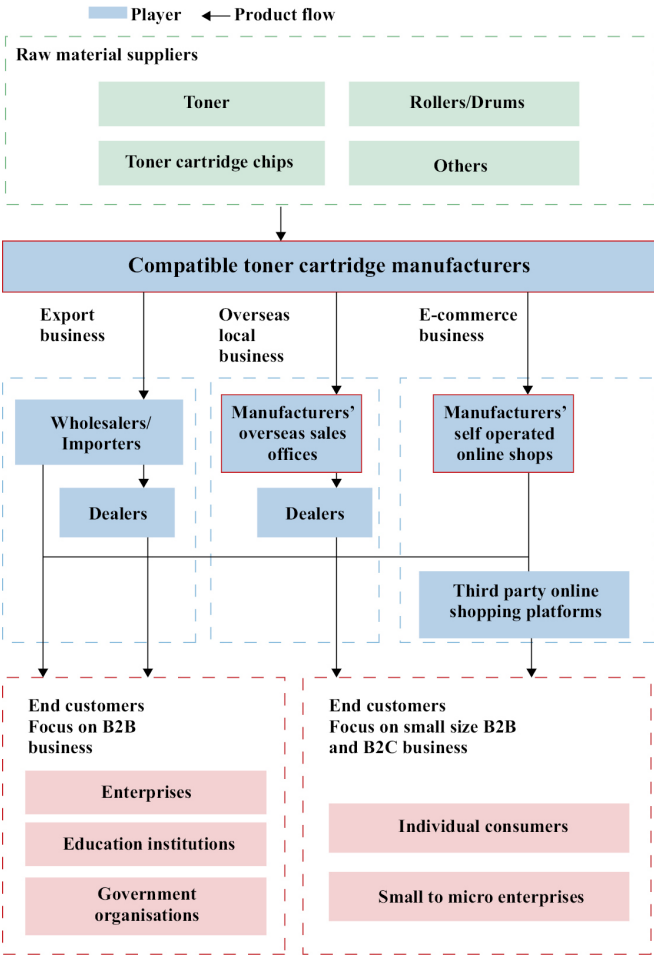 Player
Product flow
Raw material suppliers
Toner
Rollers/Drums
Toner cartridge chips
Others
Compatible toner cartridge manufacturers
Export
business
Overseas
local
business
E-commerce
business
Wholesalers/
Importers
Manufacturers’
overseas sales
offices
Manufacturers’
self operated
online shops
Dealers
Dealers
Third party online
shopping platforms
End customers
Focus on B2B
business
Enterprises
Education institutions
Government
organisations
End customers
Focus on small size B2B
and B2C business
Individual consumers
Small to micro enterprises